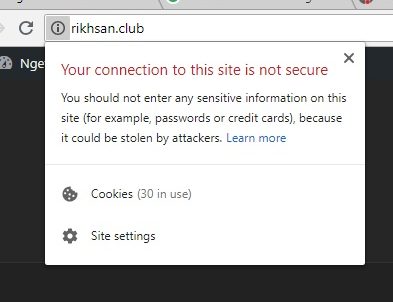 rikhsan.club
Nge
Your connection to this site is not secure
You should not enter any sensitive information on this
site (for example, passwords or credit cards), because
it could be stolen by attackers. Learn more
Cookies (30 in use)
Site settings